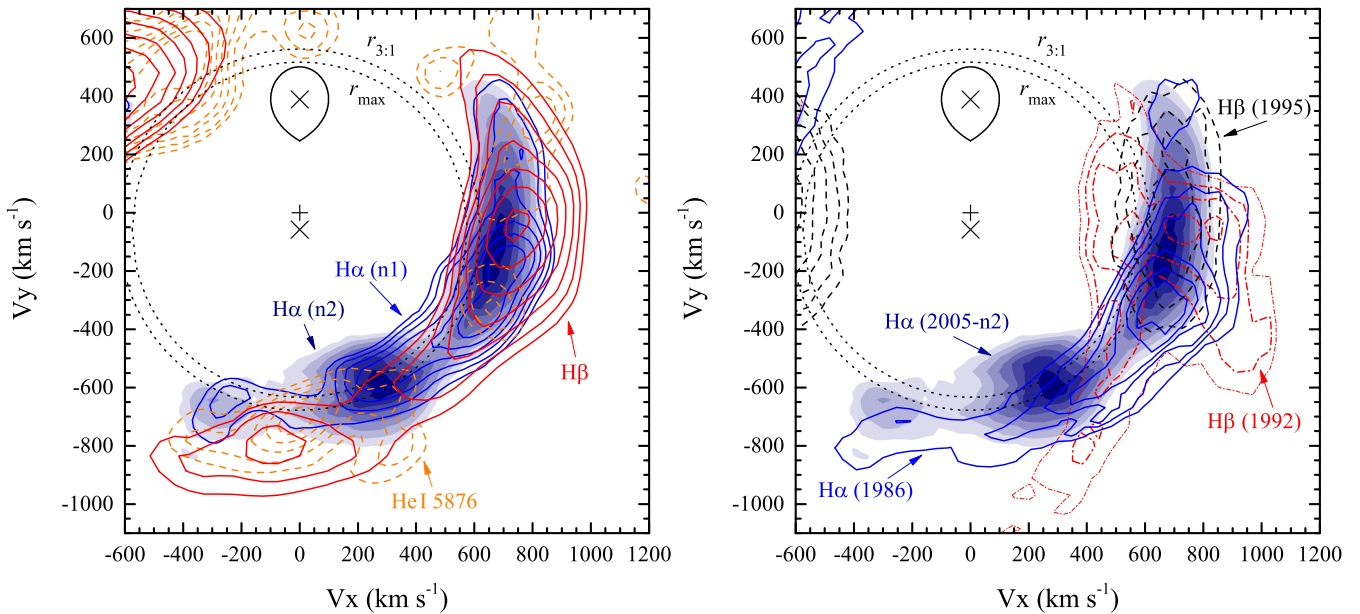 600
400
200
0
-200
-400
-600
-800
-1000
Vy (km s⁻¹)
-600 -400 -200 0 200 400 600 800 1000 1200
Vx (km s⁻¹)
r3:1
rmax
Hα (n1)
Hα (n2)
Hβ
He I 5876
600
400
200
0
-200
-400
-600
-800
-1000
Vy (km s⁻¹)
-600 -400 -200 0 200 400 600 800 1000 1200
Vx (km s⁻¹)
r3:1
rmax
Hβ (1995)
Hα (2005-n2)
Hβ (1992)
Hα (1986)